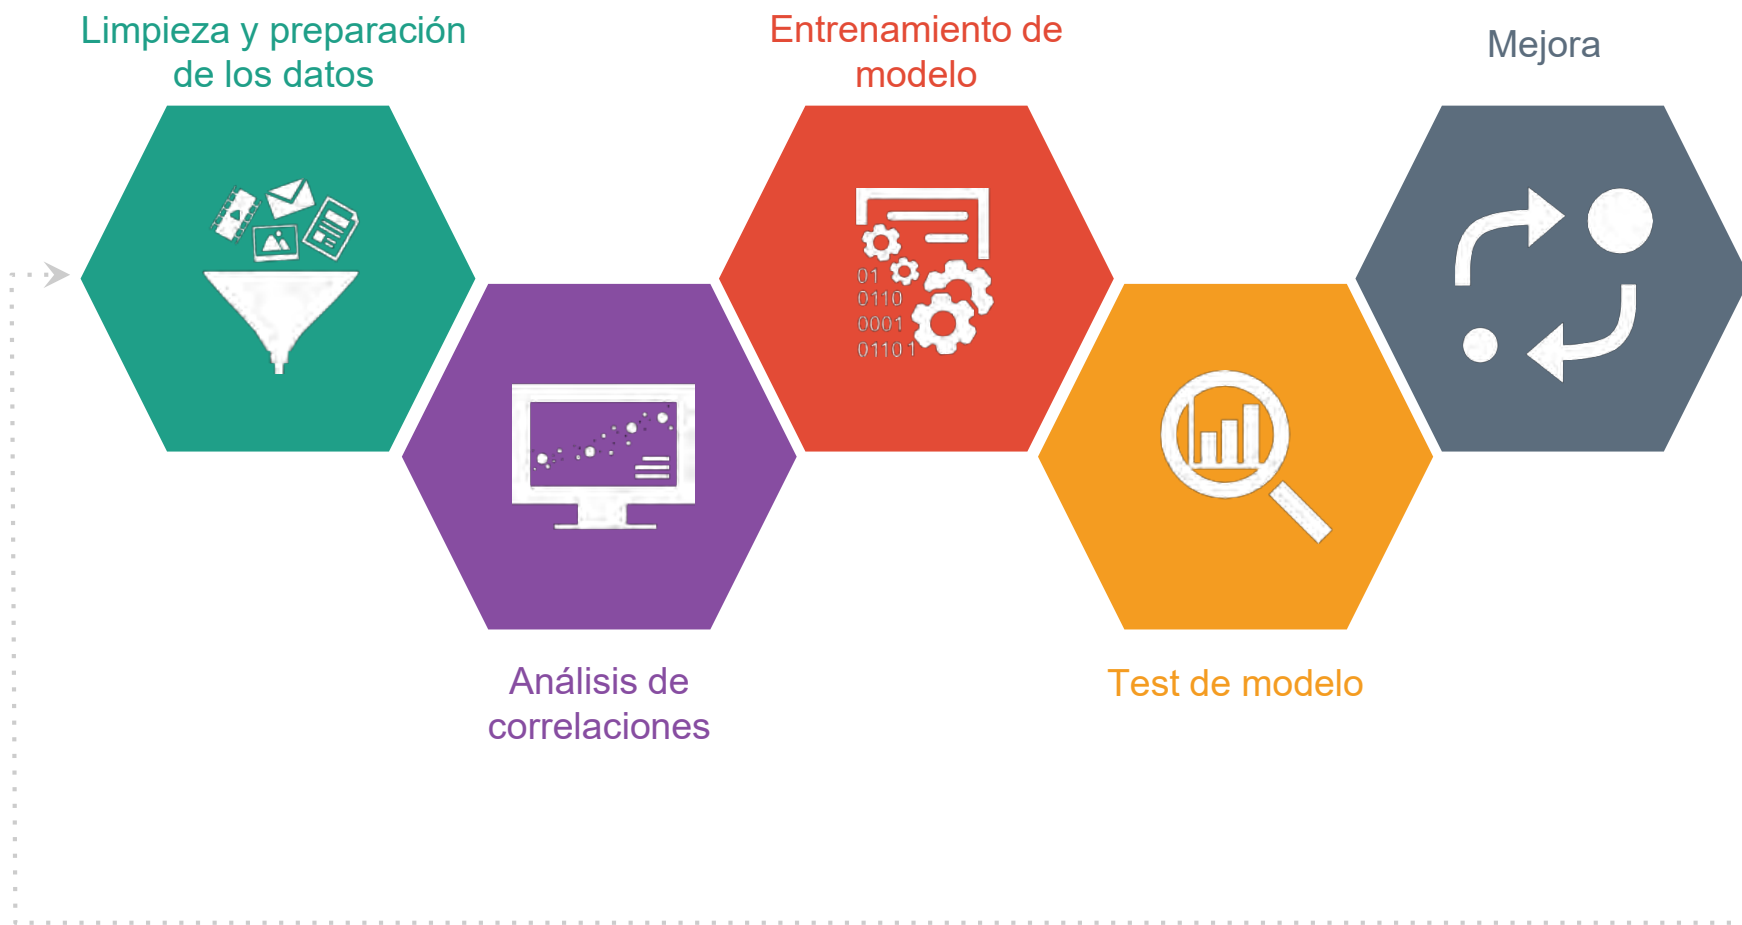 Limpieza y preparación
de los datos
Entrenamiento de
modelo
Mejora
01
0110
0001
01101
Análisis de
correlaciones
Test de modelo